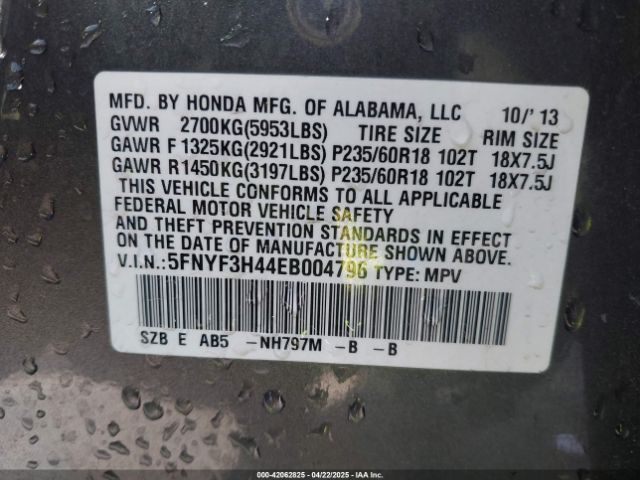 MFD. BY HONDA MFG. OF ALABAMA, LLC 10/'13
GVWR 2700KG(5953LBS) TIRE SIZE RIM SIZE
GAWR F 1325KG(2921LBS) P235/60R18 102T 18X7.5J
GAWR R1450KG(3197LBS) P235/60R18 102T 18X7.5J
THIS VEHICLE CONFORMS TO ALL APPLICABLE
FEDERAL MOTOR VEHICLE SAFETY
AND THEFT PREVENTION STANDARDS IN EFFECT
ON THE DATE OF MANUFACTURE SHOWN ABOVE.
V.I.N.:5FNYF3H44EB004796 TYPE: MPV
SZB E AB5 -NH797M -B -B
000-42062825 - 04/22/2025 - IAAI.COM